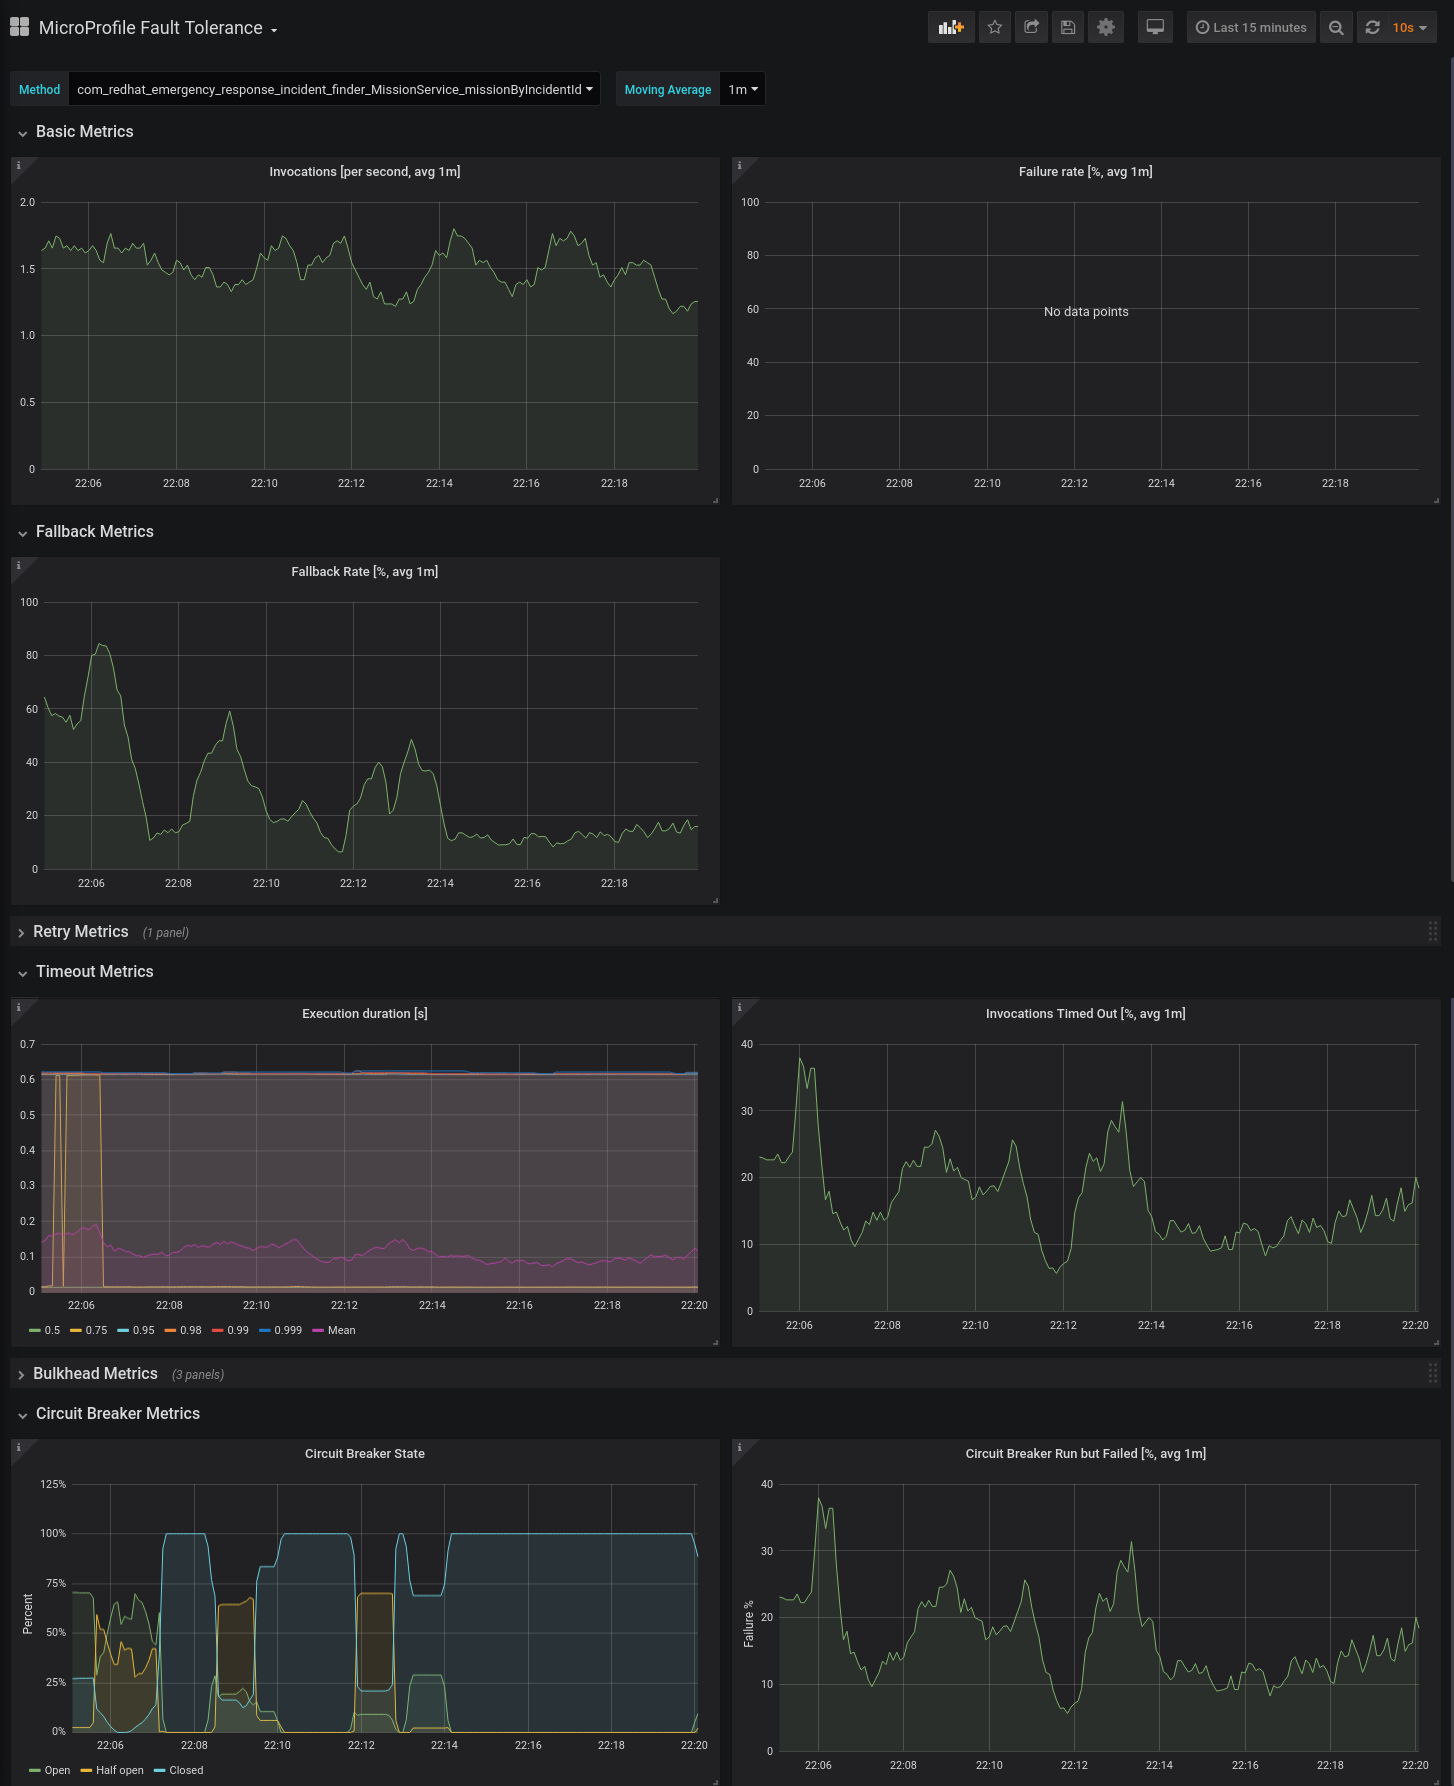 MicroProfile Fault Tolerance
Last 15 minutes
10s
Method com_redhat_emergency_response_incident_finder_MissionService_missionByIncidentId
Moving Average 1m
Basic Metrics
i
Invocations [per second, avg 1m]
2.0
1.5
1.0
0.5
0
22:06 22:08 22:10 22:12 22:14 22:16 22:18
i
Failure rate [%, avg 1m]
100
80
60
40
20
0
No data points
22:06 22:08 22:10 22:12 22:14 22:16 22:18
Fallback Metrics
i
Fallback Rate [%, avg 1m]
100
80
60
40
20
0
22:06 22:08 22:10 22:12 22:14 22:16 22:18
Retry Metrics (1 panel)
Timeout Metrics
i
Execution duration [s]
0.7
0.6
0.5
0.4
0.3
0.2
0.1
0
22:06 22:08 22:10 22:12 22:14 22:16 22:18 22:20
0.5 0.75 0.95 0.98 0.99 0.999 Mean
i
Invocations Timed Out [%, avg 1m]
40
30
20
10
0
22:06 22:08 22:10 22:12 22:14 22:16 22:18 22:20
Bulkhead Metrics (3 panels)
Circuit Breaker Metrics
i
Circuit Breaker State
Percent
125%
100%
75%
50%
25%
0%
22:06 22:08 22:10 22:12 22:14 22:16 22:18 22:20
Open Half open Closed
i
Circuit Breaker Run but Failed [%, avg 1m]
Failure %
40
30
20
10
0
22:06 22:08 22:10 22:12 22:14 22:16 22:18 22:20